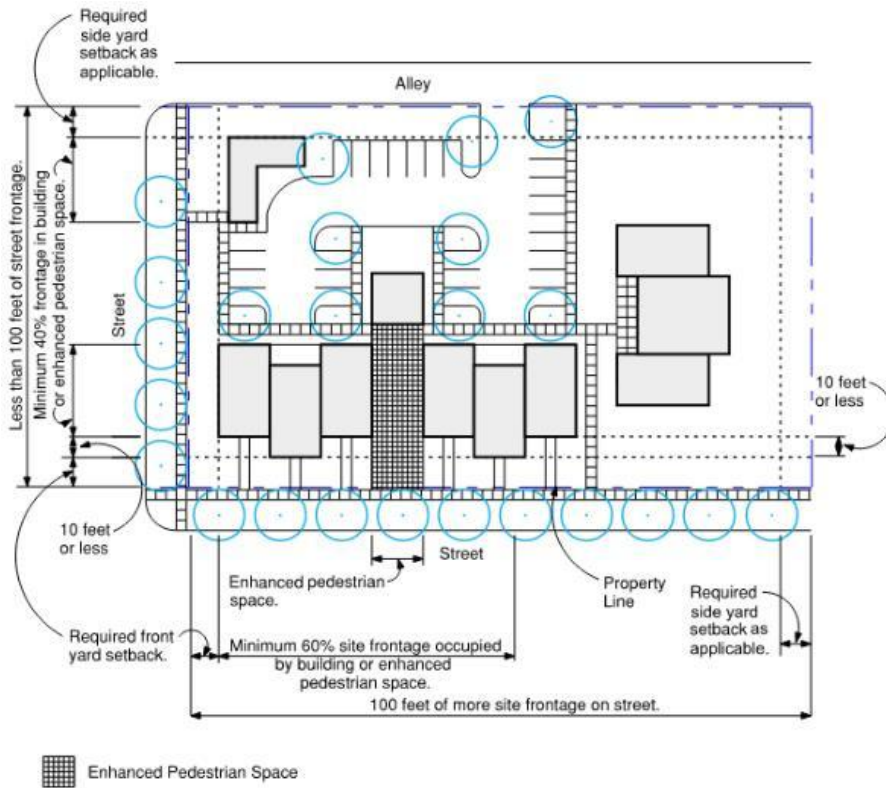 Required
side yard
setback as
applicable.
Alley
Less than 100 feet of street frontage.
Minimum 40% frontage in building
or enhanced pedestrian space.
Street
10 feet
or less
10 feet
or less
Street
Enhanced pedestrian
space.
Property
Line
Required
side yard
setback as
applicable.
Required front
yard setback.
Minimum 60% site frontage occupied
by building or enhanced
pedestrian space.
100 feet of more site frontage on street.
Enhanced Pedestrian Space